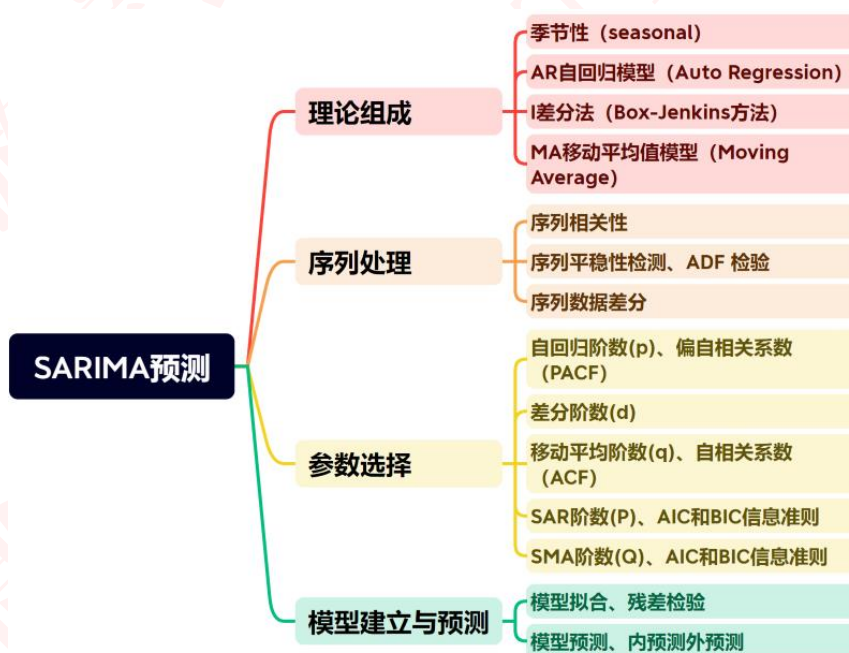 SARIMA预测
理论组成
季节性（seasonal）
AR自回归模型（Auto Regression）
I差分法（Box-Jenkins方法）
MA移动平均值模型（Moving
Average）
序列处理
序列相关性
序列平稳性检测、ADF 检验
序列数据差分
参数选择
自回归阶数(p)、偏自相关系数
（PACF）
差分阶数(d)
移动平均阶数(q)、自相关系数
（ACF）
SAR阶数(P)、AIC和BIC信息准则
SMA阶数(Q)、AIC和BIC信息准则
模型建立与预测
模型拟合、残差检验
模型预测、内预测外预测